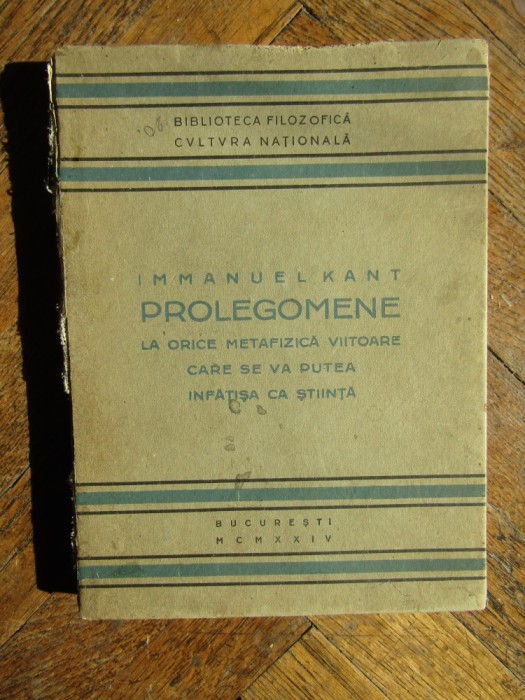 BIBLIOTECA FILOZOFICĂ
CVLTVRA NAȚIONALĂ
IMMANUEL KANT
PROLEGOMENE
LA ORICE METAFIZICĂ VIITOARE
CARE SE VA PUTEA
INFĂTIȘA CA ȘTIINȚĂ
BUCUREȘTI
MCMXXIV